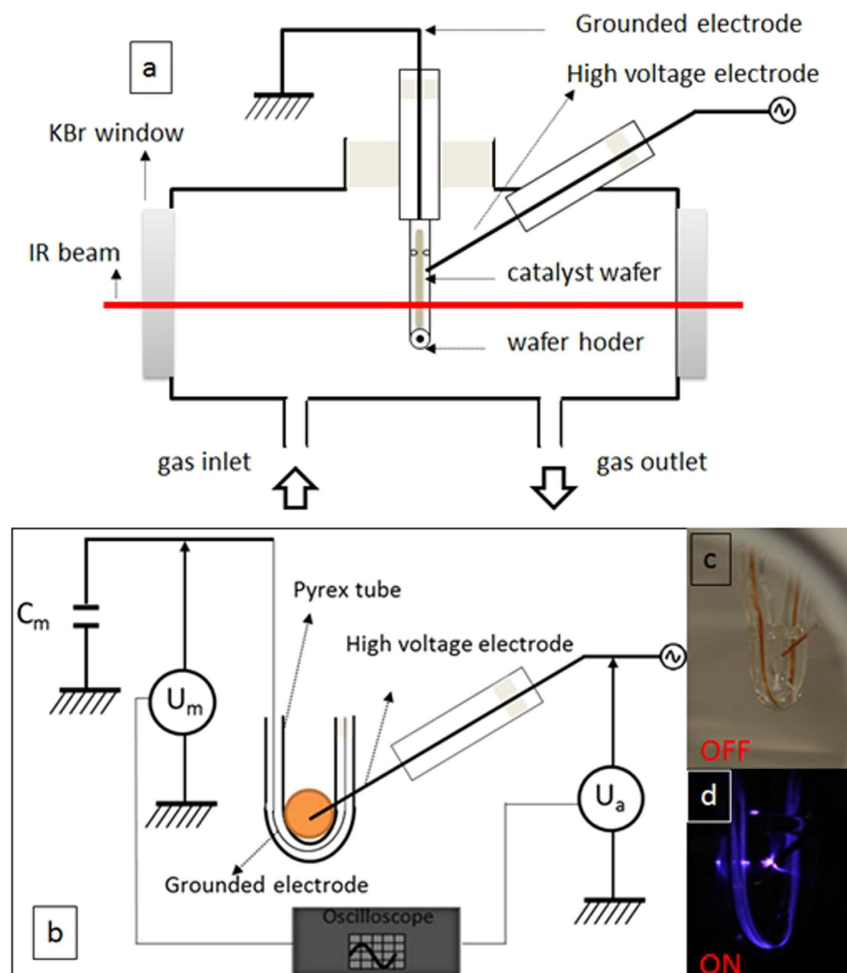 a
Grounded electrode
High voltage electrode
KBr window
IR beam
catalyst wafer
wafer hoder
gas inlet
gas outlet
Cm
Um
Pyrex tube
High voltage electrode
Ua
Grounded electrode
Oscilloscope
b
c
OFF
d
ON